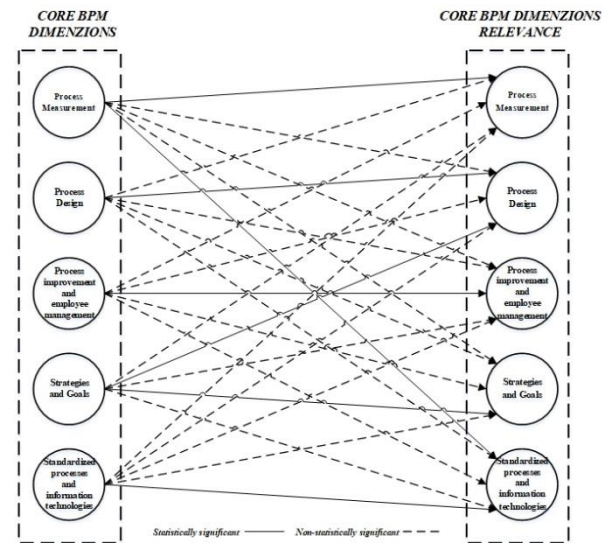 CORE BPM
DIMENZIONS
CORE BPM DIMENZIONS
RELEVANCE
Process
Measurement
Process
Measurement
Process
Design
Process
Design
Process
improvement
and
employee
management
Process
improvement
and
employee
management
Strategies
and Goals
Strategies
and Goals
Standardized
processes
and
information
technologies
Standardized
processes
and
information
technologies
Statistically significant
Non-statistically significant